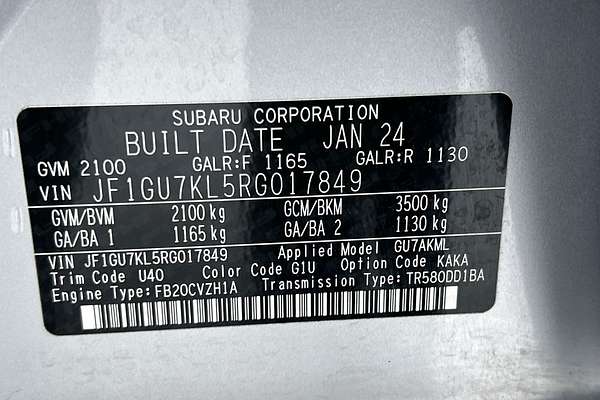 SUBARU CORPORATION
BUILT DATE JAN 24
GVM 2100 GALR:F 1165 GALR:R 1130
VIN JF1GU7KL5RG017849
GVM/BVM 2100 kg GCM/BKM 3500 kg
GA/BA 1 1165 kg GA/BA 2 1130 kg
VIN JF1GU7KL5RG017849 Applied Model GU7AKML
Trim Code U40 Color Code G1U Option Code KAKA
Engine Type:FB20CVZH1A Transmission Type:TR580DD1BA